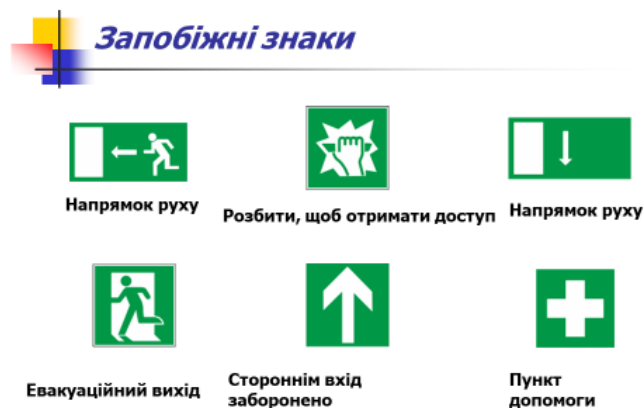 Запобіжні знаки
Напрямок руху
Розбити, щоб отримати доступ
Напрямок руху
Евакуаційний вихід
Стороннім вхід
заборонено
Пункт
допомоги